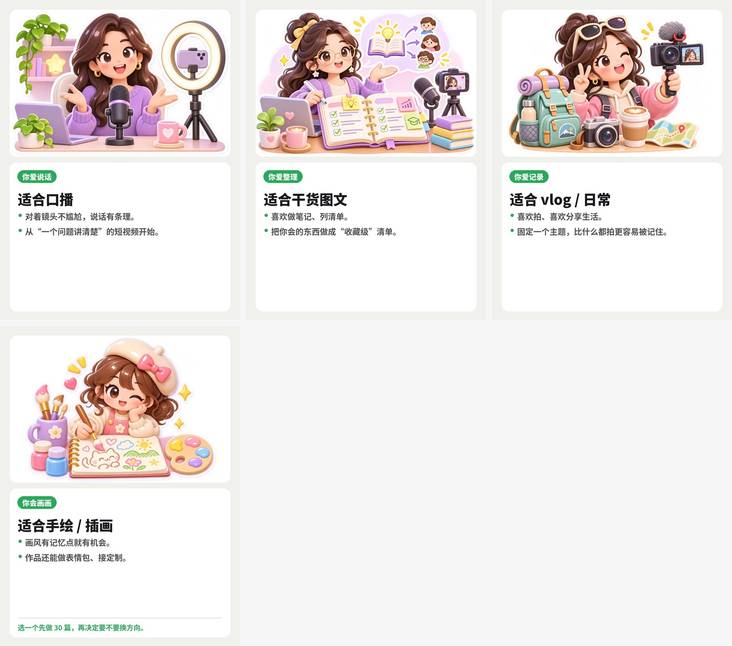 你爱说话
适合口播
• 对着镜头不尴尬，说话有条理。
• 从“一个问题讲清楚”的短视频开始。
你爱整理
适合干货图文
• 喜欢做笔记、列清单。
• 把你会的东西做成“收藏级”清单。
你爱记录
适合 vlog / 日常
• 喜欢拍、喜欢分享生活。
• 固定一个主题，比什么都拍更容易被记住。
你会画画
适合手绘 / 插画
• 画风有记忆点就有机会。
• 作品还能做表情包、接定制。
选一个先做 30 篇，再决定要不要换方向。